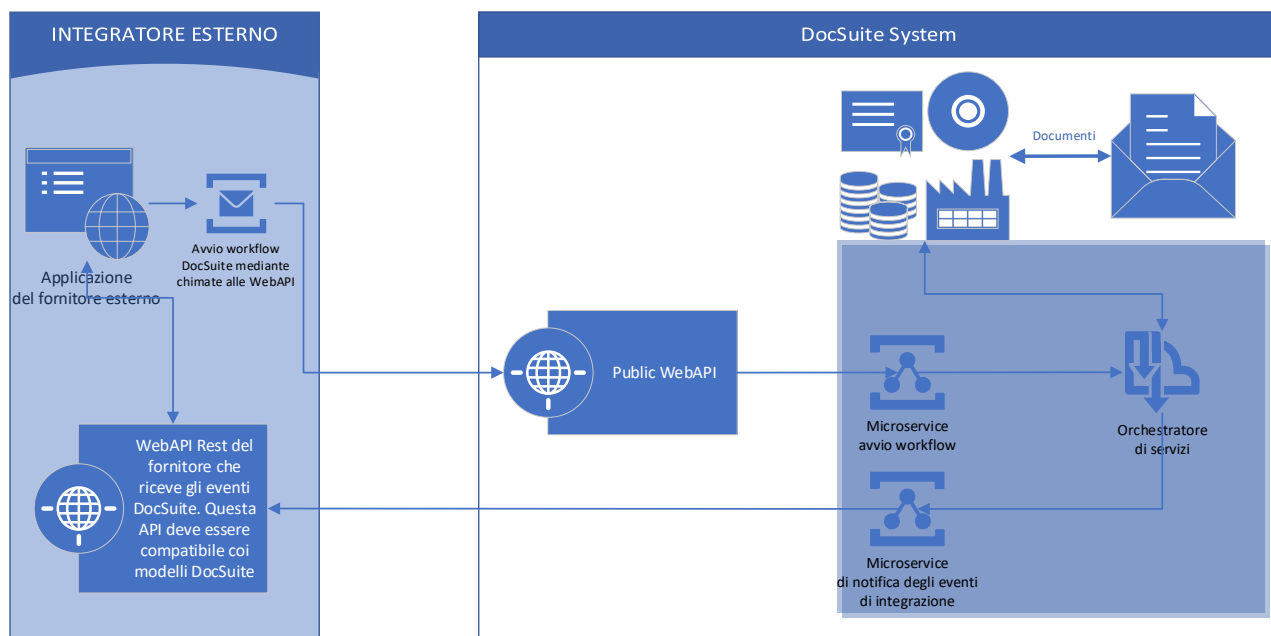 INTEGRATORE ESTERNO
DocSuite System
Documenti
Avvio workflow
DocSuite mediante
chimate alle WebAPI
Applicazione
del fornitore esterno
Public WebAPI
Microservice
avvio workflow
Orchestratore
di servizi
WebAPI Rest del
fornitore che
riceve gli eventi
DocSuite. Questa
API deve essere
compatibile coi
modelli DocSuite
Microservice
di notifica degli eventi
di integrazione